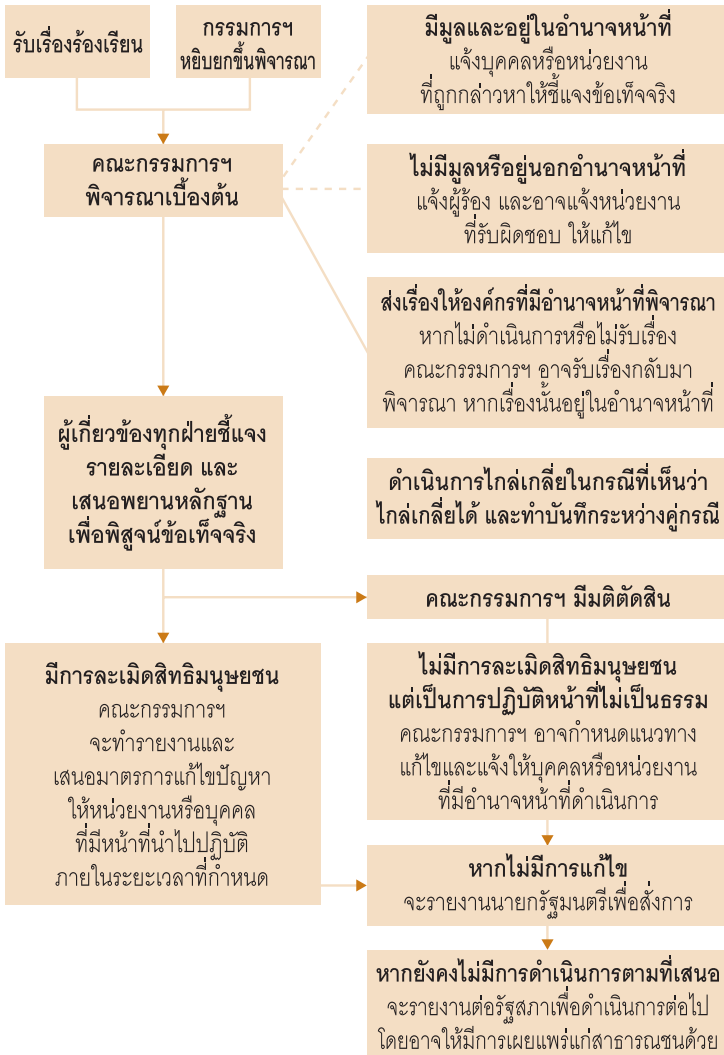 รับเรื่องร้องเรียน
กรรมการฯ
หยิบยกขึ้นพิจารณา
คณะกรรมการฯ
พิจารณาเบื้องต้น
มีมูลและอยู่ในอำนาจหน้าที่
แจ้งบุคคลหรือหน่วยงาน
ที่ถูกกล่าวหาให้ชี้แจงข้อเท็จจริง
ไม่มีมูลหรืออยู่นอกอำนาจหน้าที่
แจ้งผู้ร้อง และอาจแจ้งหน่วยงาน
ที่รับผิดชอบ ให้แก้ไข
ส่งเรื่องให้องค์กรที่มีอำนาจหน้าที่พิจารณา
หากไม่ดำเนินการหรือไม่รับเรื่อง
คณะกรรมการฯ อาจรับเรื่องกลับมา
พิจารณา หากเรื่องนั้นอยู่ในอำนาจหน้าที่
ผู้เกี่ยวข้องทุกฝ่ายชี้แจง
รายละเอียด และ
เสนอพยานหลักฐาน
เพื่อพิสูจน์ข้อเท็จจริง
ดำเนินการไกล่เกลี่ยในกรณีที่เห็นว่า
ไกล่เกลี่ยได้ และทำบันทึกระหว่างคู่กรณี
คณะกรรมการฯ มีมติตัดสิน
มีการละเมิดสิทธิมนุษยชน
คณะกรรมการฯ
จะทำรายงานและ
เสนอมาตรการแก้ไขปัญหา
ให้หน่วยงานหรือบุคคล
ที่มีหน้าที่นำไปปฏิบัติ
ภายในระยะเวลาที่กำหนด
ไม่มีการละเมิดสิทธิมนุษยชน
แต่เป็นการปฏิบัติหน้าที่ไม่เป็นธรรม
คณะกรรมการฯ อาจกำหนดแนวทาง
แก้ไขและแจ้งให้บุคคลหรือหน่วยงาน
ที่มีอำนาจหน้าที่ดำเนินการ
หากไม่มีการแก้ไข
จะรายงานนายกรัฐมนตรีเพื่อสั่งการ
หากยังคงไม่มีการดำเนินการตามที่เสนอ
จะรายงานต่อรัฐสภาเพื่อดำเนินการต่อไป
โดยอาจให้มีการเผยแพร่แก่สาธารณชนด้วย